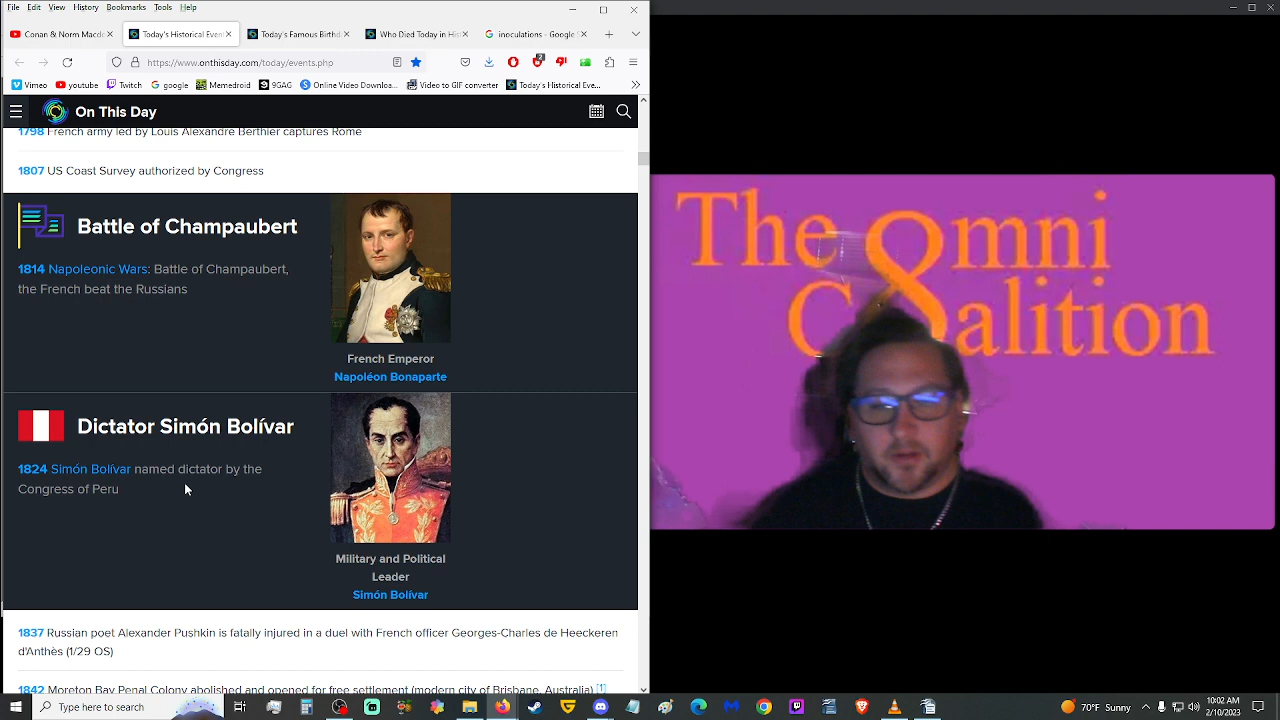 File Edit View History Bookmarks Tools Help
Today's Historical Even
Today's Famous Birthd
Who Died Today in His
inoculations - Google S
https://www.onthisday.com/today/events.php
Vimeo youtube Twitch google Memedroid 9GAG Online Video Downloa... Video to GIF converter Today's Historical Eve...
On This Day
1798 French army led by Louis Alexandre Berthier captures Rome
1807 US Coast Survey authorized by Congress
Battle of Champaubert
1814 Napoleonic Wars: Battle of Champaubert,
the French beat the Russians
French Emperor
Napoléon Bonaparte
Dictator Simón Bolívar
1824 Simón Bolívar named dictator by the
Congress of Peru
Military and Political
Leader
Simón Bolívar
1837 Russian poet Alexander Pushkin is fatally injured in a duel with French officer Georges-Charles de Heeckeren
d'Anthès (1/29 OS)
1842 Moreton Bay Penal Colony abolished and opened for free settlement (modern city of Brisbane, Australia) [1]
The Omni
Coalition
Type here to search
70°F Sunny
10:02 AM
2/10/2023